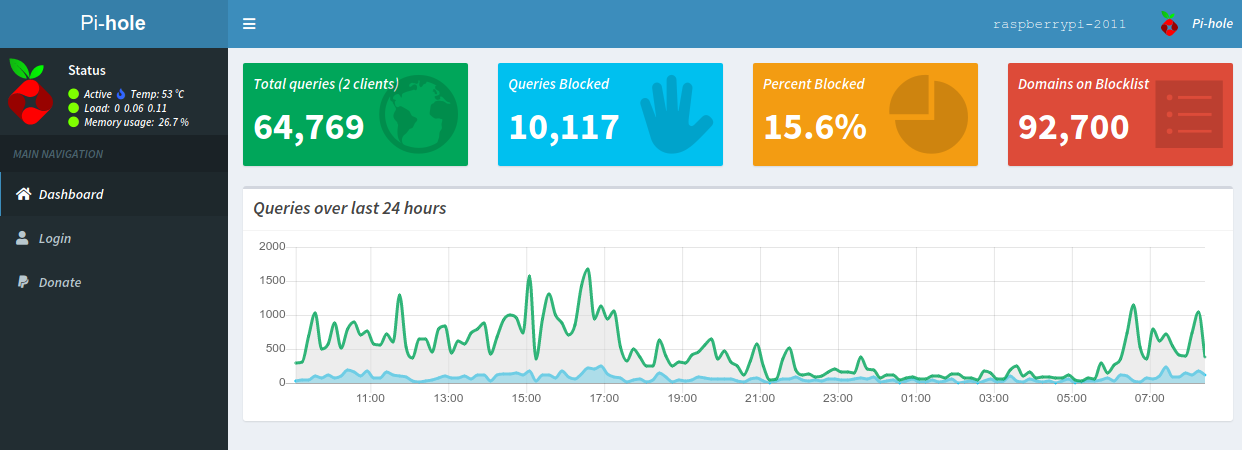 Pi-hole
raspberrypi-2011
Pi-hole
Status
Active Temp: 53 °C
Load: 0 0.06 0.11
Memory usage: 26.7 %
MAIN NAVIGATION
Dashboard
Login
Donate
Total queries (2 clients)
64,769
Queries Blocked
10,117
Percent Blocked
15.6%
Domains on Blocklist
92,700
Queries over last 24 hours
2000
1500
1000
500
0
11:00 13:00 15:00 17:00 19:00 21:00 23:00 01:00 03:00 05:00 07:00